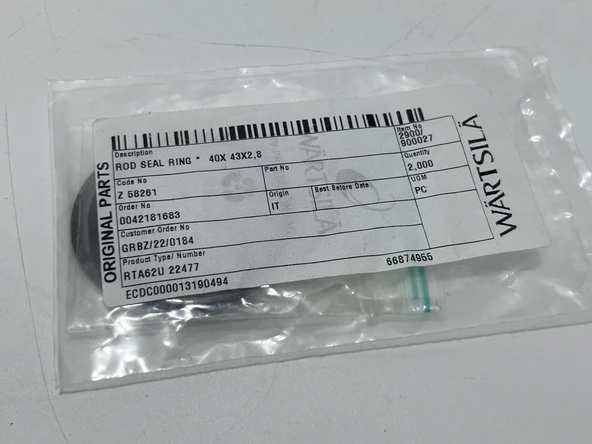 ORIGINAL PARTS
Description
ROD SEAL RING * 40X 43X2,8
Item No
2900/
900027
Code No
Z 58261
Part No
Quantity
2,000
Order No
0042181683
Origin
IT
Best Before Date
UOM
PC
Customer Order No
GRBZ/22/0184
Product Type/ Number
RTA62U 22477
66874955
ECDC000013190494
WÄRTSILÄ
WÄRTSILÄ